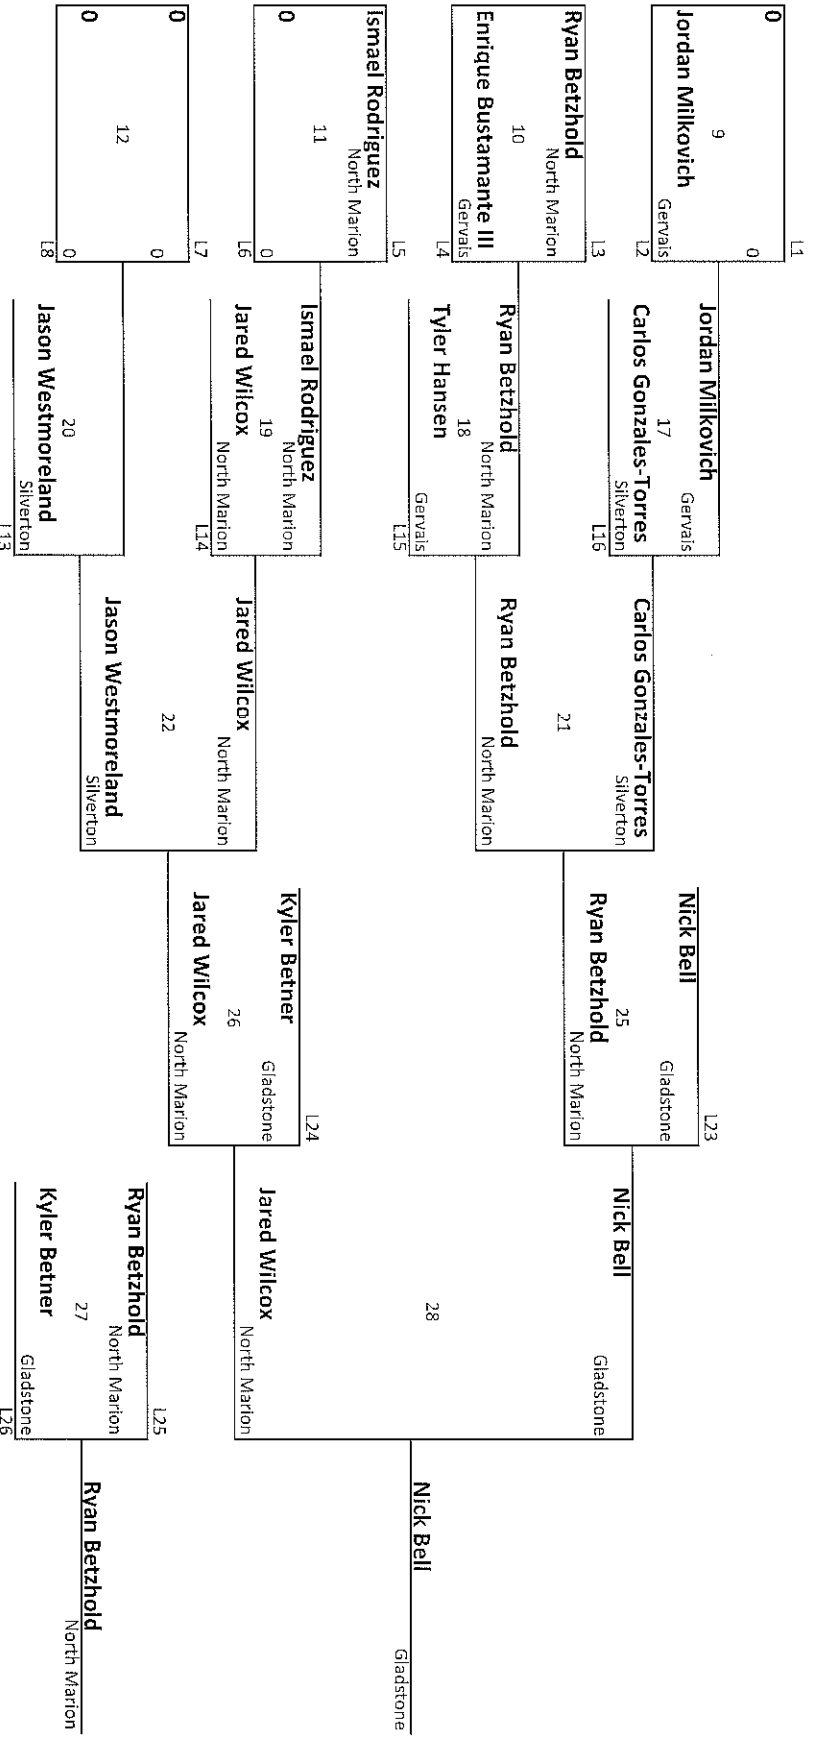 L1
0
0
9
Jordan Milkovich
Gervais
L2
L3
Ryan Betzhold
North Marion
10
Enrique Bustamante III
Gervais
L4
L5
Ismael Rodriguez
North Marion
11
0
0
L6
L7
0
0
12
0
0
L8
Jordan Milkovich
Gervais
17
Carlos Gonzales-Torres
Silverton
L16
Ryan Betzhold
North Marion
18
Tyler Hansen
Gervais
L15
Ismael Rodriguez
North Marion
19
Jared Wilcox
North Marion
L14
20
Jason Westmoreland
Silverton
L13
Carlos Gonzales-Torres
Silverton
21
Ryan Betzhold
North Marion
Jared Wilcox
North Marion
22
Jason Westmoreland
Silverton
L23
Nick Bell
Gladstone
25
Ryan Betzhold
North Marion
L24
Kyler Betner
Gladstone
26
Jared Wilcox
North Marion
Nick Bell
Gladstone
28
Jared Wilcox
North Marion
L25
Ryan Betzhold
North Marion
27
Kyler Betner
Gladstone
L26
Nick Bell
Gladstone
Ryan Betzhold
North Marion